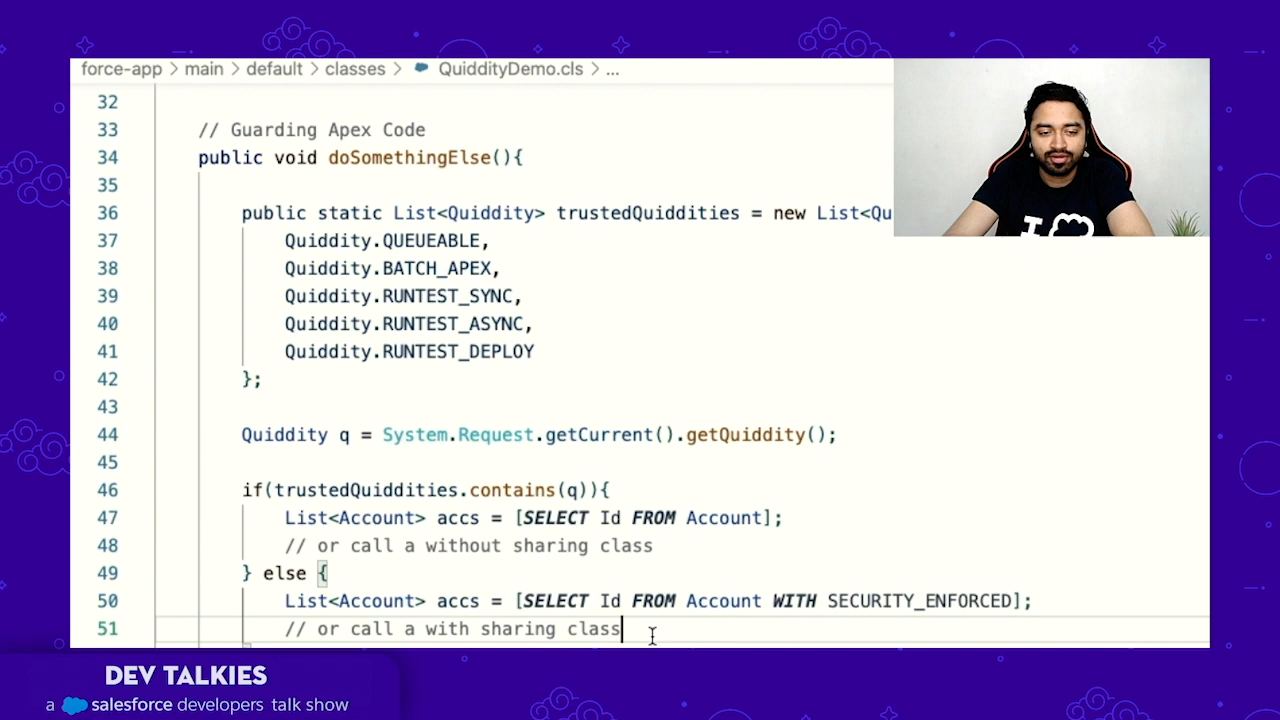 force-app > main > default > classes > QuiddityDemo.cls > ...
32
33 // Guarding Apex Code
34 public void doSomethingElse(){
35
36 public static List<Quiddity> trustedQuiddities = new List<Qu
37 Quiddity.QUEUEABLE,
38 Quiddity.BATCH_APEX,
39 Quiddity.RUNTEST_SYNC,
40 Quiddity.RUNTEST_ASYNC,
41 Quiddity.RUNTEST_DEPLOY
42 };
43
44 Quiddity q = System.Request.getCurrent().getQuiddity();
45
46 if(trustedQuiddities.contains(q)){
47 List<Account> accs = [SELECT Id FROM Account];
48 // or call a without sharing class
49 } else {
50 List<Account> accs = [SELECT Id FROM Account WITH SECURITY_ENFORCED];
51 // or call a with sharing class
I
DEV TALKIES
a salesforce developers talk show